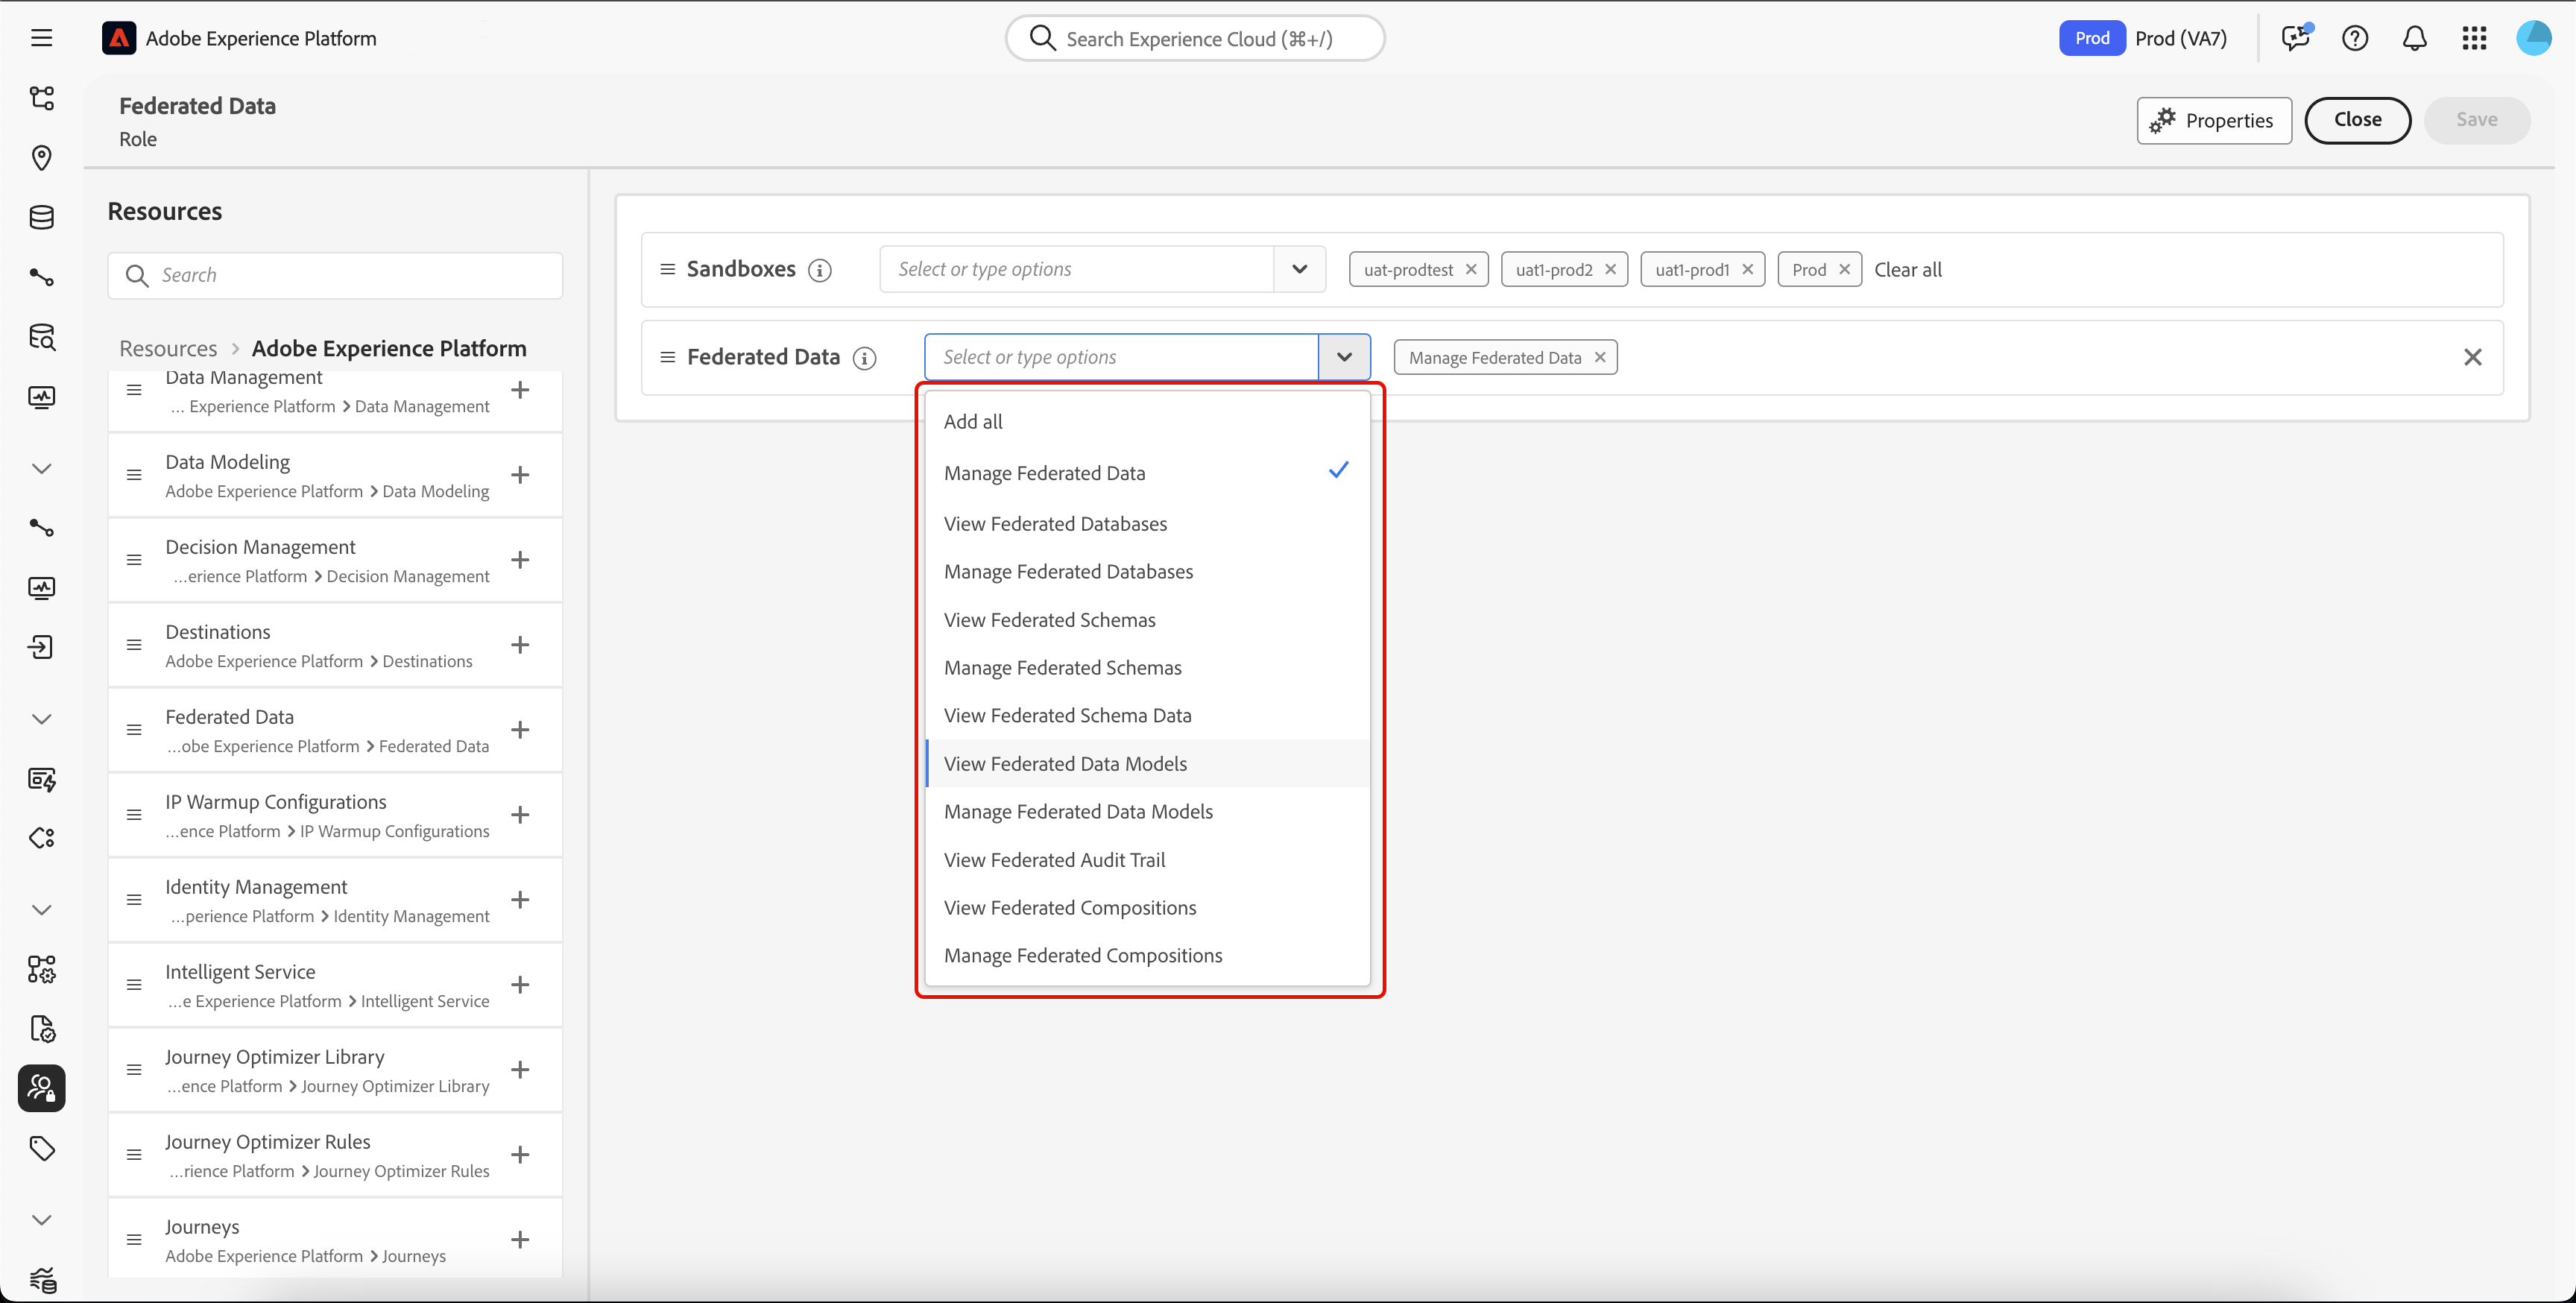 Adobe Experience Platform
Search Experience Cloud (⌘+/)
Prod
Prod (VA7)
Federated Data
Role
Properties
Close
Save
Resources
Search
Resources > Adobe Experience Platform
Data Management
... Experience Platform > Data Management
Data Modeling
Adobe Experience Platform > Data Modeling
Decision Management
...erience Platform > Decision Management
Destinations
Adobe Experience Platform > Destinations
Federated Data
...obe Experience Platform > Federated Data
IP Warmup Configurations
...ence Platform > IP Warmup Configurations
Identity Management
...perience Platform > Identity Management
Intelligent Service
...e Experience Platform > Intelligent Service
Journey Optimizer Library
...ence Platform > Journey Optimizer Library
Journey Optimizer Rules
...rience Platform > Journey Optimizer Rules
Journeys
Adobe Experience Platform > Journeys
Sandboxes
Select or type options
uat-prodtest
uat1-prod2
uat1-prod1
Prod
Clear all
Federated Data
Select or type options
Manage Federated Data
Add all
Manage Federated Data
View Federated Databases
Manage Federated Databases
View Federated Schemas
Manage Federated Schemas
View Federated Schema Data
View Federated Data Models
Manage Federated Data Models
View Federated Audit Trail
View Federated Compositions
Manage Federated Compositions